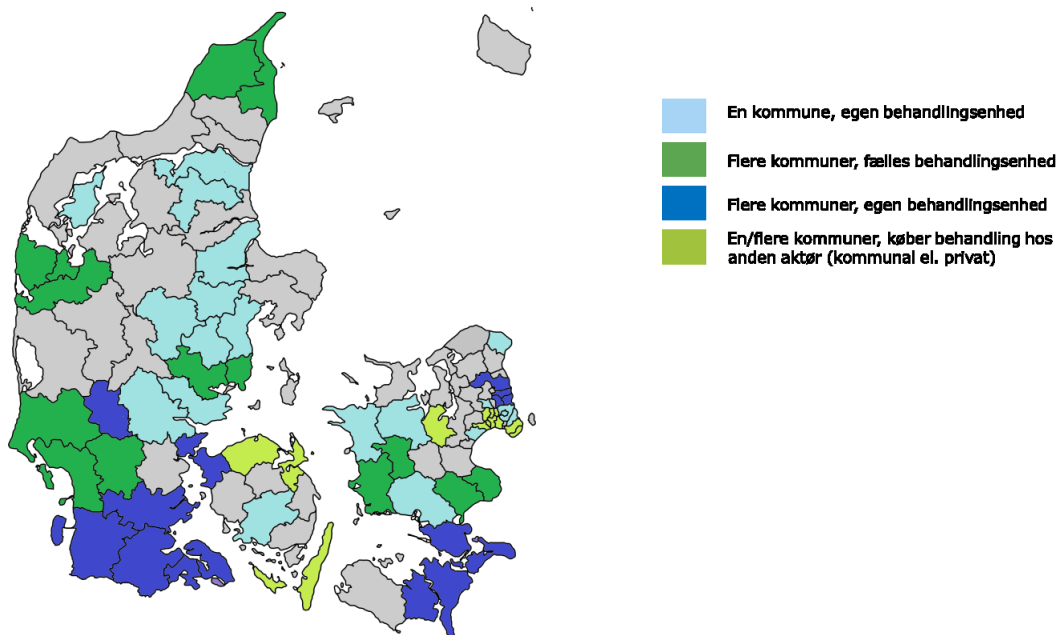 En kommune, egen behandlingsenhed
Flere kommuner, fælles behandlingsenhed
Flere kommuner, egen behandlingsenhed
En/flere kommuner, køber behandling hos
anden aktør (kommunal el. privat)